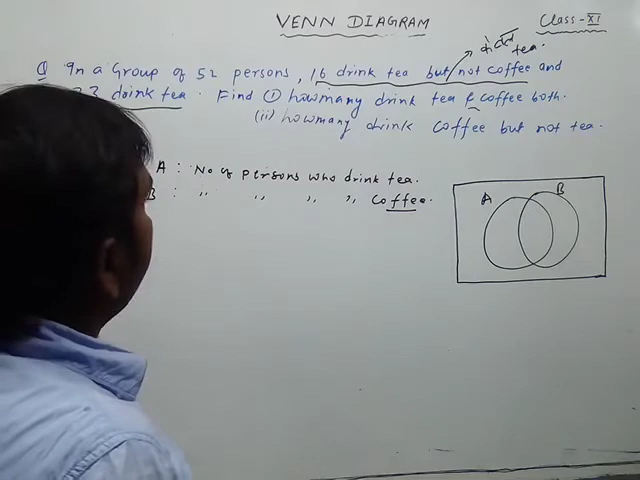 VENN DIAGRAM
Class-XI
tea.
Q In a Group of 52 persons, 16 drink tea but not coffee and
33 drink tea. Find (i) how many drink tea & coffee both.
(ii) how many drink coffee but not tea.
A : No of persons who drink tea.
B : ,, ,, ,, ,, Coffee.
A B